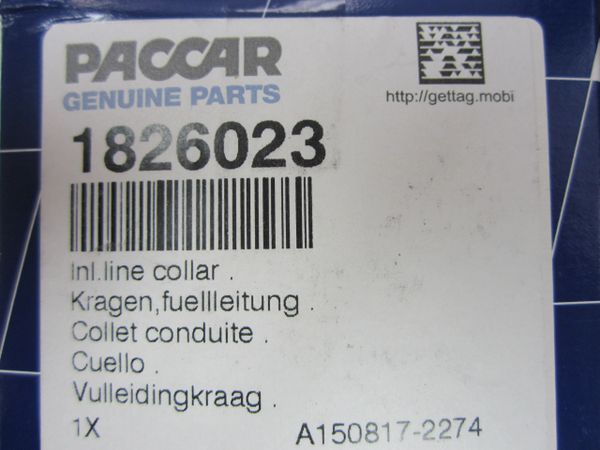 PACCAR
GENUINE PARTS
http://gettag.mobi
1826023
Inl.line collar .
Kragen,fuellleitung .
Collet conduite .
Cuello .
Vulleidingkraag .
1X A150817-2274